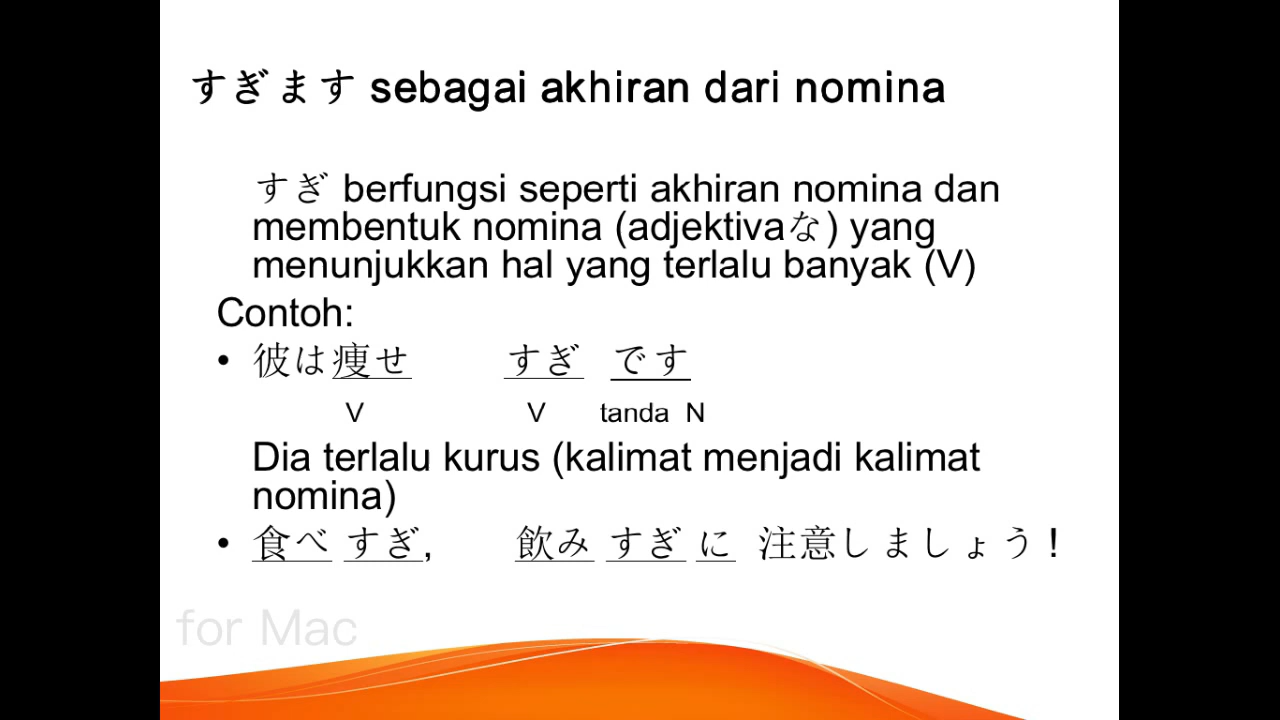 すぎます sebagai akhiran dari nomina
すぎ berfungsi seperti akhiran nomina dan
membentuk nomina (adjektivaな) yang
menunjukkan hal yang terlalu banyak (V)
Contoh:
• 彼は痩せ すぎ です
V V tanda N
Dia terlalu kurus (kalimat menjadi kalimat
nomina)
• 食べ すぎ, 飲み すぎ に 注意しましょう!
for Mac